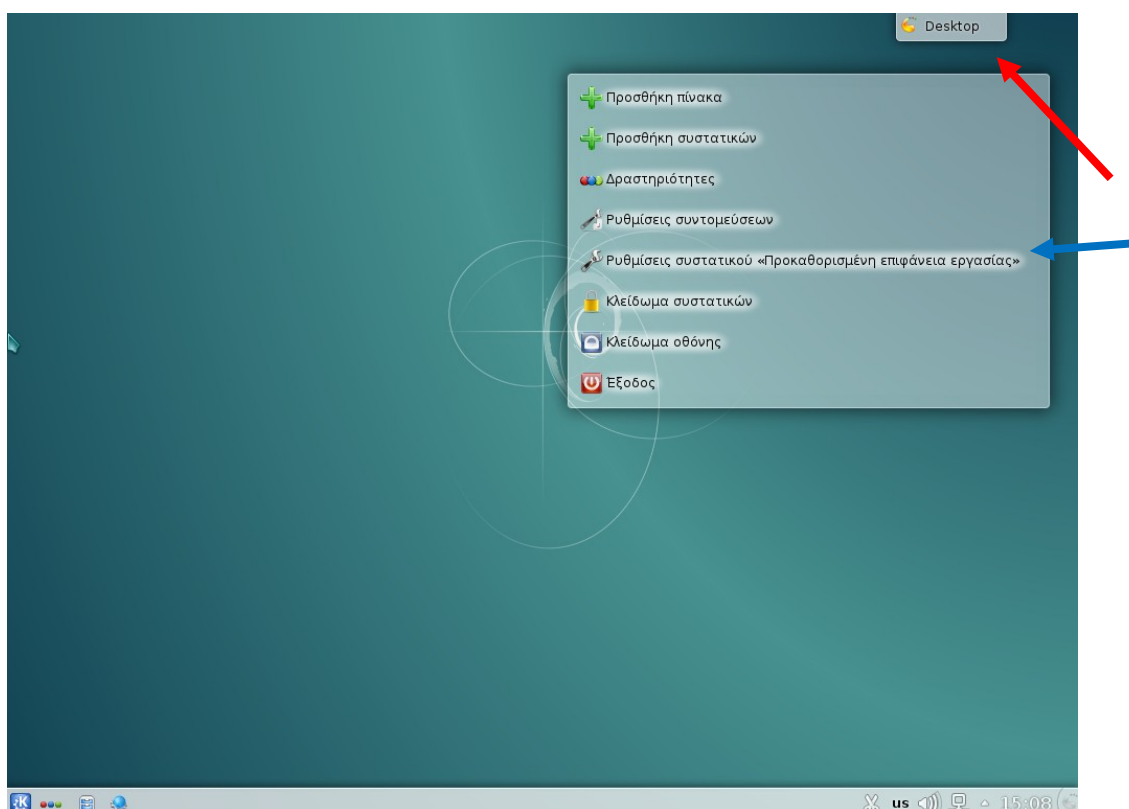 Desktop
Προσθήκη πίνακα
Προσθήκη συστατικών
Δραστηριότητες
Ρυθμίσεις συντομεύσεων
Ρυθμίσεις συστατικού «Προκαθορισμένη επιφάνεια εργασίας»
Κλείδωμα συστατικών
Κλείδωμα οθόνης
Έξοδος
us 15:08